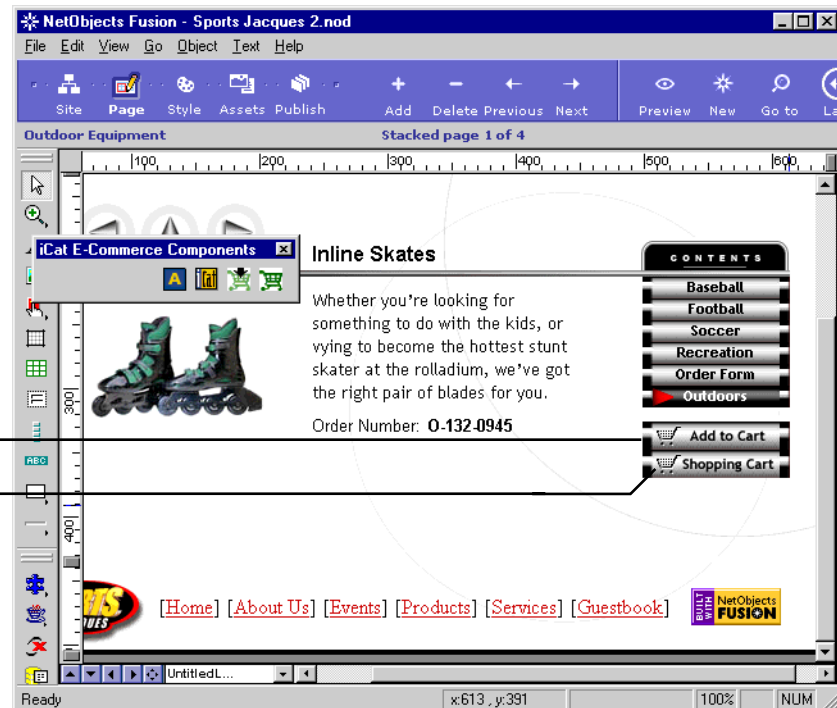 NetObjects Fusion - Sports Jacques 2.nod
File Edit View Go Object Text Help
Site Page Style Assets Publish Add Delete Previous Next Preview New Go to
Outdoor Equipment Stacked page 1 of 4
100 200 300 400 500 600
iCat E-Commerce Components
A iCat
Inline Skates
Whether you're looking for
something to do with the kids, or
vying to become the hottest stunt
skater at the rolladium, we've got
the right pair of blades for you.
Order Number: 0-132-0945
CONTENTS
Baseball
Football
Soccer
Recreation
Order Form
Outdoors
Add to Cart
Shopping Cart
300
ABC
400
[Home] [About Us] [Events] [Products] [Services] [Guestbook]
BUILT WITH NetObjects FUSION
UntitledL...
Ready x:613 , y:391 100% NUM